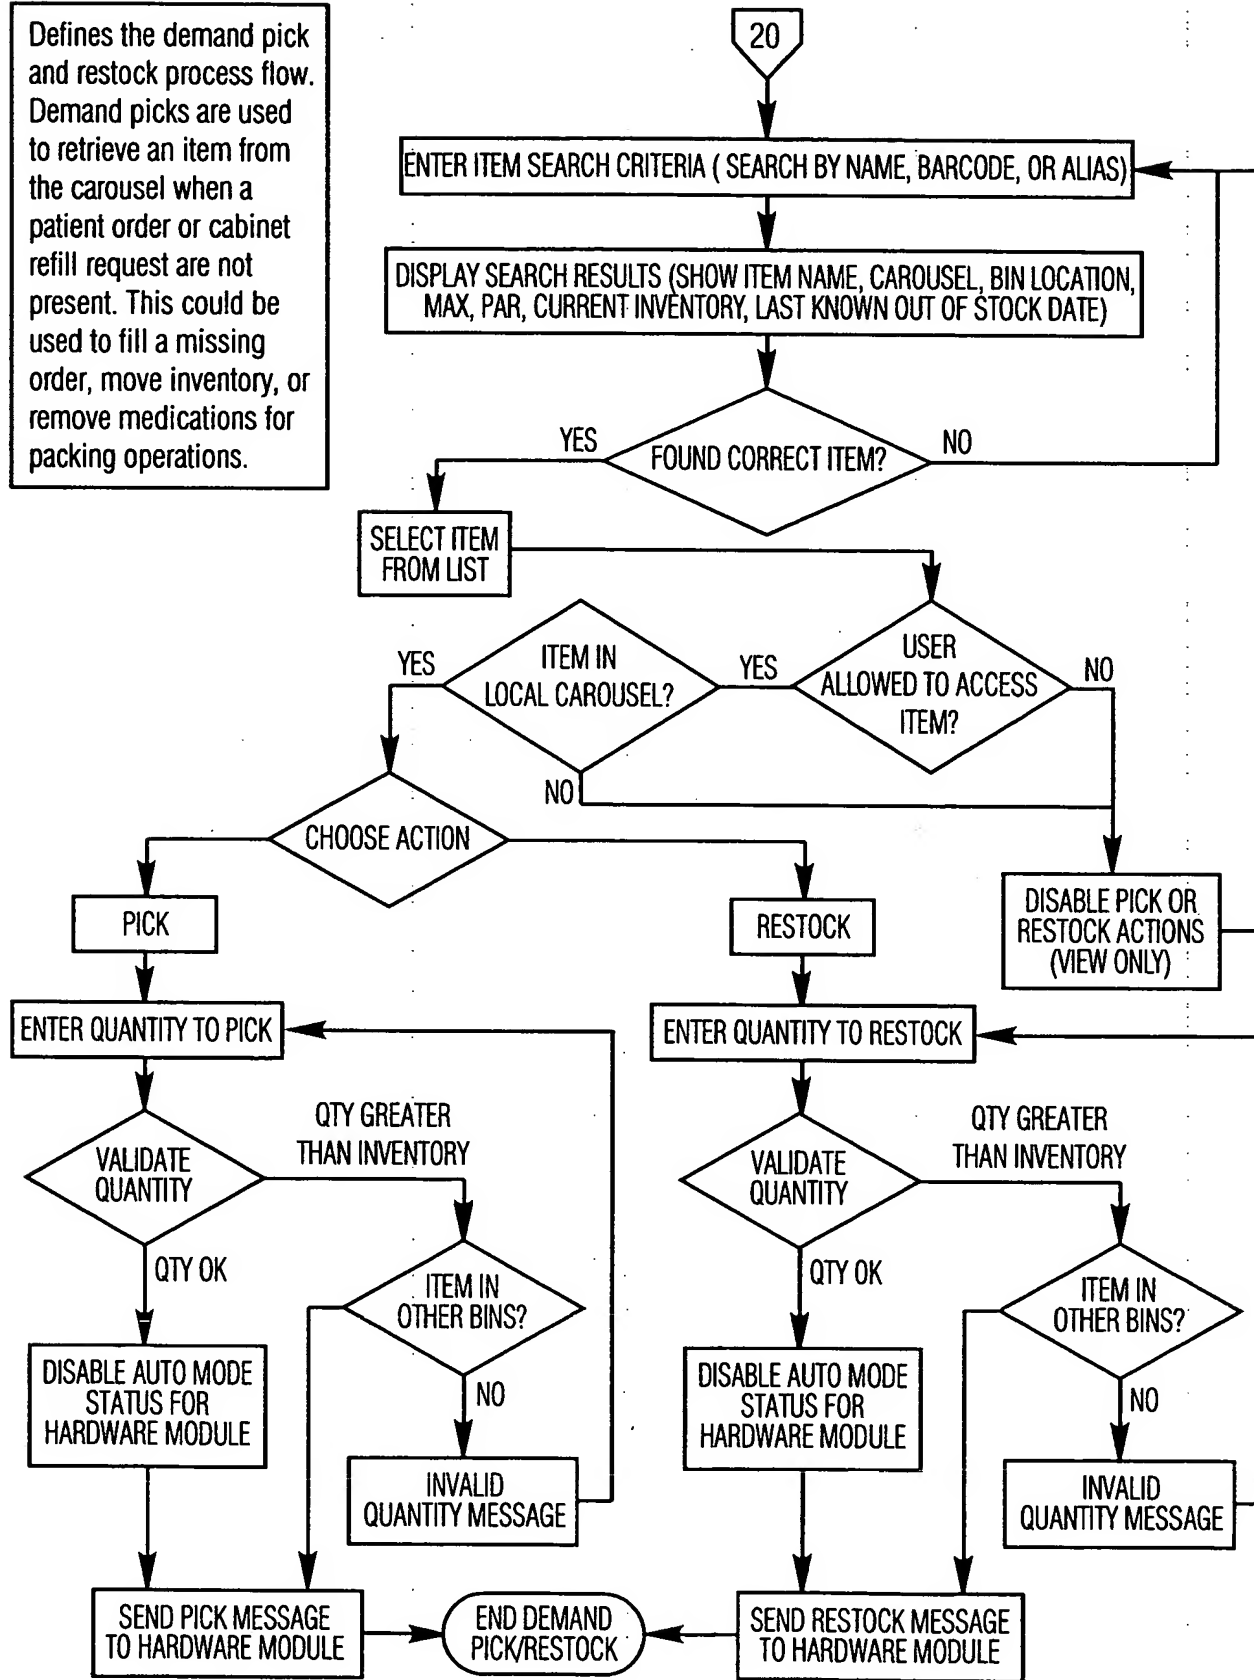 Defines the demand pick
and restock process flow.
Demand picks are used
to retrieve an item from
the carousel when a
patient order or cabinet
refill request are not
present. This could be
used to fill a missing
order, move inventory, or
remove medications for
packing operations.
20
ENTER ITEM SEARCH CRITERIA ( SEARCH BY NAME, BARCODE, OR ALIAS)
DISPLAY SEARCH RESULTS (SHOW ITEM NAME, CAROUSEL, BIN LOCATION,
MAX, PAR, CURRENT INVENTORY, LAST KNOWN OUT OF STOCK DATE)
FOUND CORRECT ITEM?
YES
NO
SELECT ITEM
FROM LIST
USER
ALLOWED TO ACCESS
ITEM?
YES
NO
ITEM IN
LOCAL CAROUSEL?
YES
NO
CHOOSE ACTION
DISABLE PICK OR
RESTOCK ACTIONS
(VIEW ONLY)
PICK
ENTER QUANTITY TO PICK
VALIDATE
QUANTITY
QTY GREATER
THAN INVENTORY
QTY OK
ITEM IN
OTHER BINS?
NO
DISABLE AUTO MODE
STATUS FOR
HARDWARE MODULE
INVALID
QUANTITY MESSAGE
SEND PICK MESSAGE
TO HARDWARE MODULE
RESTOCK
ENTER QUANTITY TO RESTOCK
VALIDATE
QUANTITY
QTY GREATER
THAN INVENTORY
QTY OK
ITEM IN
OTHER BINS?
NO
DISABLE AUTO MODE
STATUS FOR
HARDWARE MODULE
INVALID
QUANTITY MESSAGE
SEND RESTOCK MESSAGE
TO HARDWARE MODULE
END DEMAND
PICK/RESTOCK